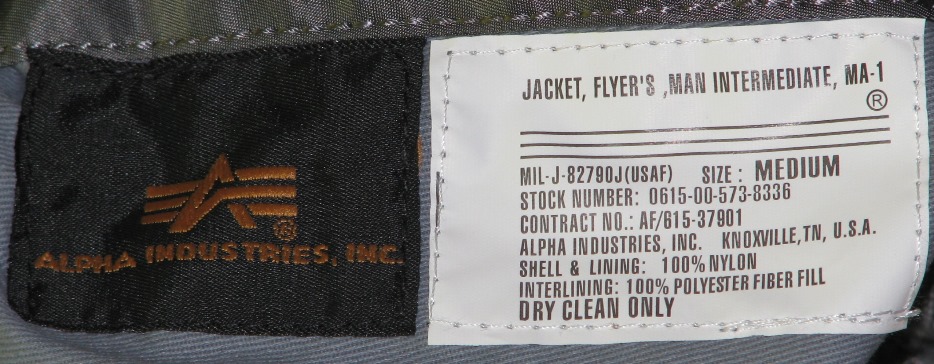 ALPHA INDUSTRIES, INC.
®
JACKET, FLYER'S ,MAN INTERMEDIATE, MA-1
®
MIL-J-82790J(USAF) SIZE: MEDIUM
STOCK NUMBER: 0615-00-573-8336
CONTRACT NO.: AF/615-37901
ALPHA INDUSTRIES, INC. KNOXVILLE,TN, U.S.A.
SHELL & LINING: 100% NYLON
INTERLINING: 100% POLYESTER FIBER FILL
DRY CLEAN ONLY